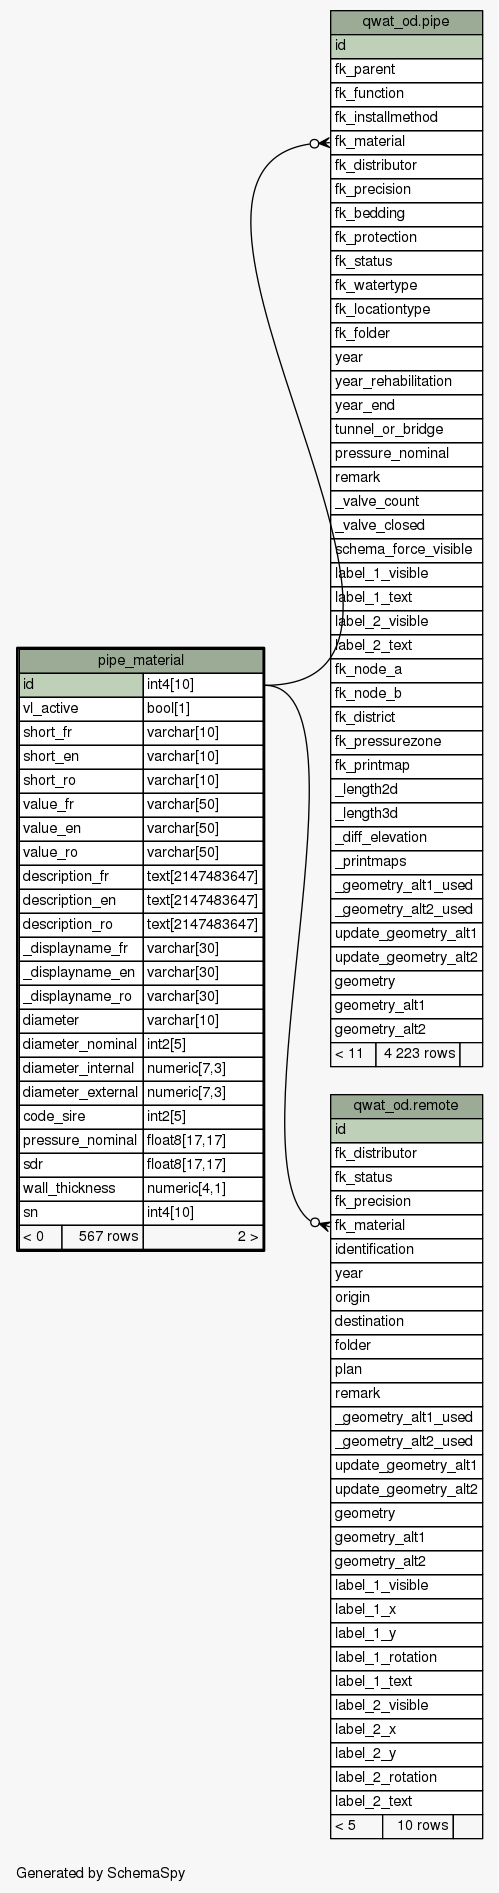 qwat_od.pipe
id
fk_parent
fk_function
fk_installmethod
fk_material
fk_distributor
fk_precision
fk_bedding
fk_protection
fk_status
fk_watertype
fk_locationtype
fk_folder
year
year_rehabilitation
year_end
tunnel_or_bridge
pressure_nominal
remark
_valve_count
_valve_closed
schema_force_visible
label_1_visible
label_1_text
label_2_visible
label_2_text
fk_node_a
fk_node_b
fk_district
fk_pressurezone
fk_printmap
_length2d
_length3d
_diff_elevation
_printmaps
_geometry_alt1_used
_geometry_alt2_used
update_geometry_alt1
update_geometry_alt2
geometry
geometry_alt1
geometry_alt2
< 11 4 223 rows
pipe_material
id int4[10]
vl_active bool[1]
short_fr varchar[10]
short_en varchar[10]
short_ro varchar[10]
value_fr varchar[50]
value_en varchar[50]
value_ro varchar[50]
description_fr text[2147483647]
description_en text[2147483647]
description_ro text[2147483647]
_displayname_fr varchar[30]
_displayname_en varchar[30]
_displayname_ro varchar[30]
diameter varchar[10]
diameter_nominal int2[5]
diameter_internal numeric[7,3]
diameter_external numeric[7,3]
code_sire int2[5]
pressure_nominal float8[17,17]
sdr float8[17,17]
wall_thickness numeric[4,1]
sn int4[10]
< 0 567 rows 2 >
qwat_od.remote
id
fk_distributor
fk_status
fk_precision
fk_material
identification
year
origin
destination
folder
plan
remark
_geometry_alt1_used
_geometry_alt2_used
update_geometry_alt1
update_geometry_alt2
geometry
geometry_alt1
geometry_alt2
label_1_visible
label_1_x
label_1_y
label_1_rotation
label_1_text
label_2_visible
label_2_x
label_2_y
label_2_rotation
label_2_text
< 5 10 rows
Generated by SchemaSpy